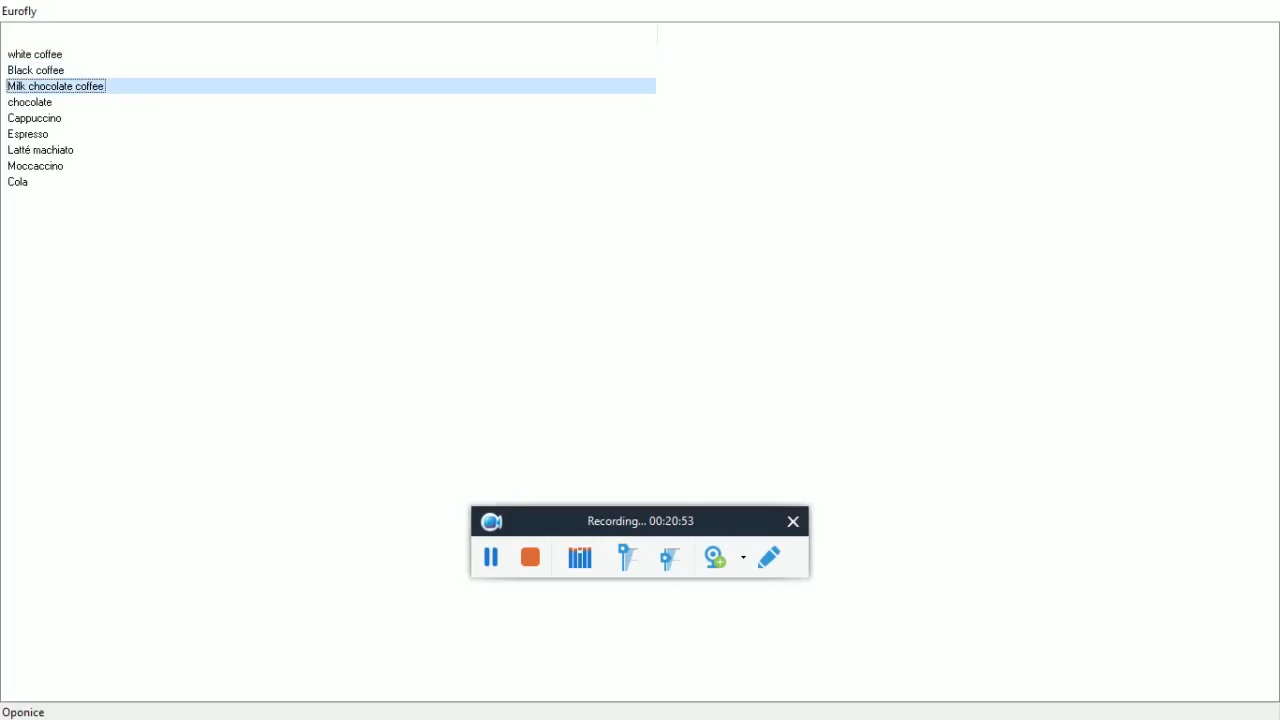 Eurofly
white coffee
Black coffee
Milk chocolate coffee
chocolate
Cappuccino
Espresso
Latté machiato
Moccaccino
Cola
Recording... 00:20:53
Oponice